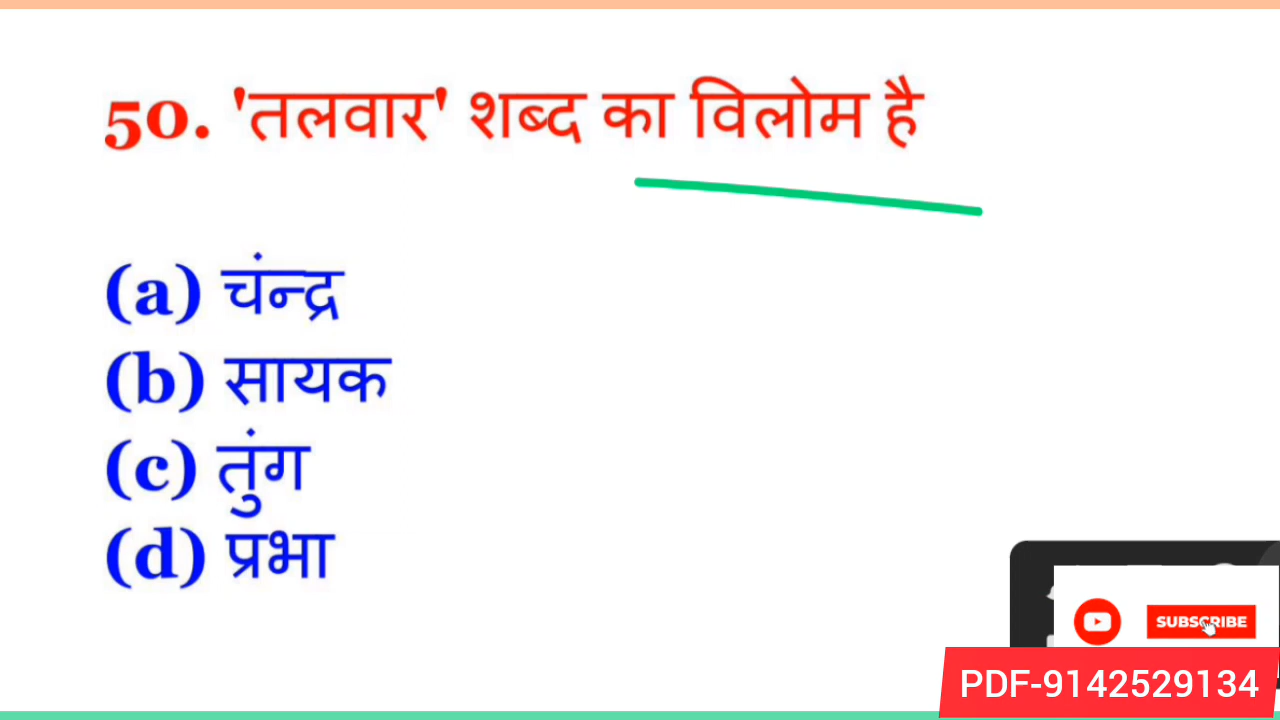 50. 'तलवार' शब्द का विलोम है
(a) चंन्द्र
(b) सायक
(c) तुंग
(d) प्रभा
SUBSCRIBE
PDF-9142529134